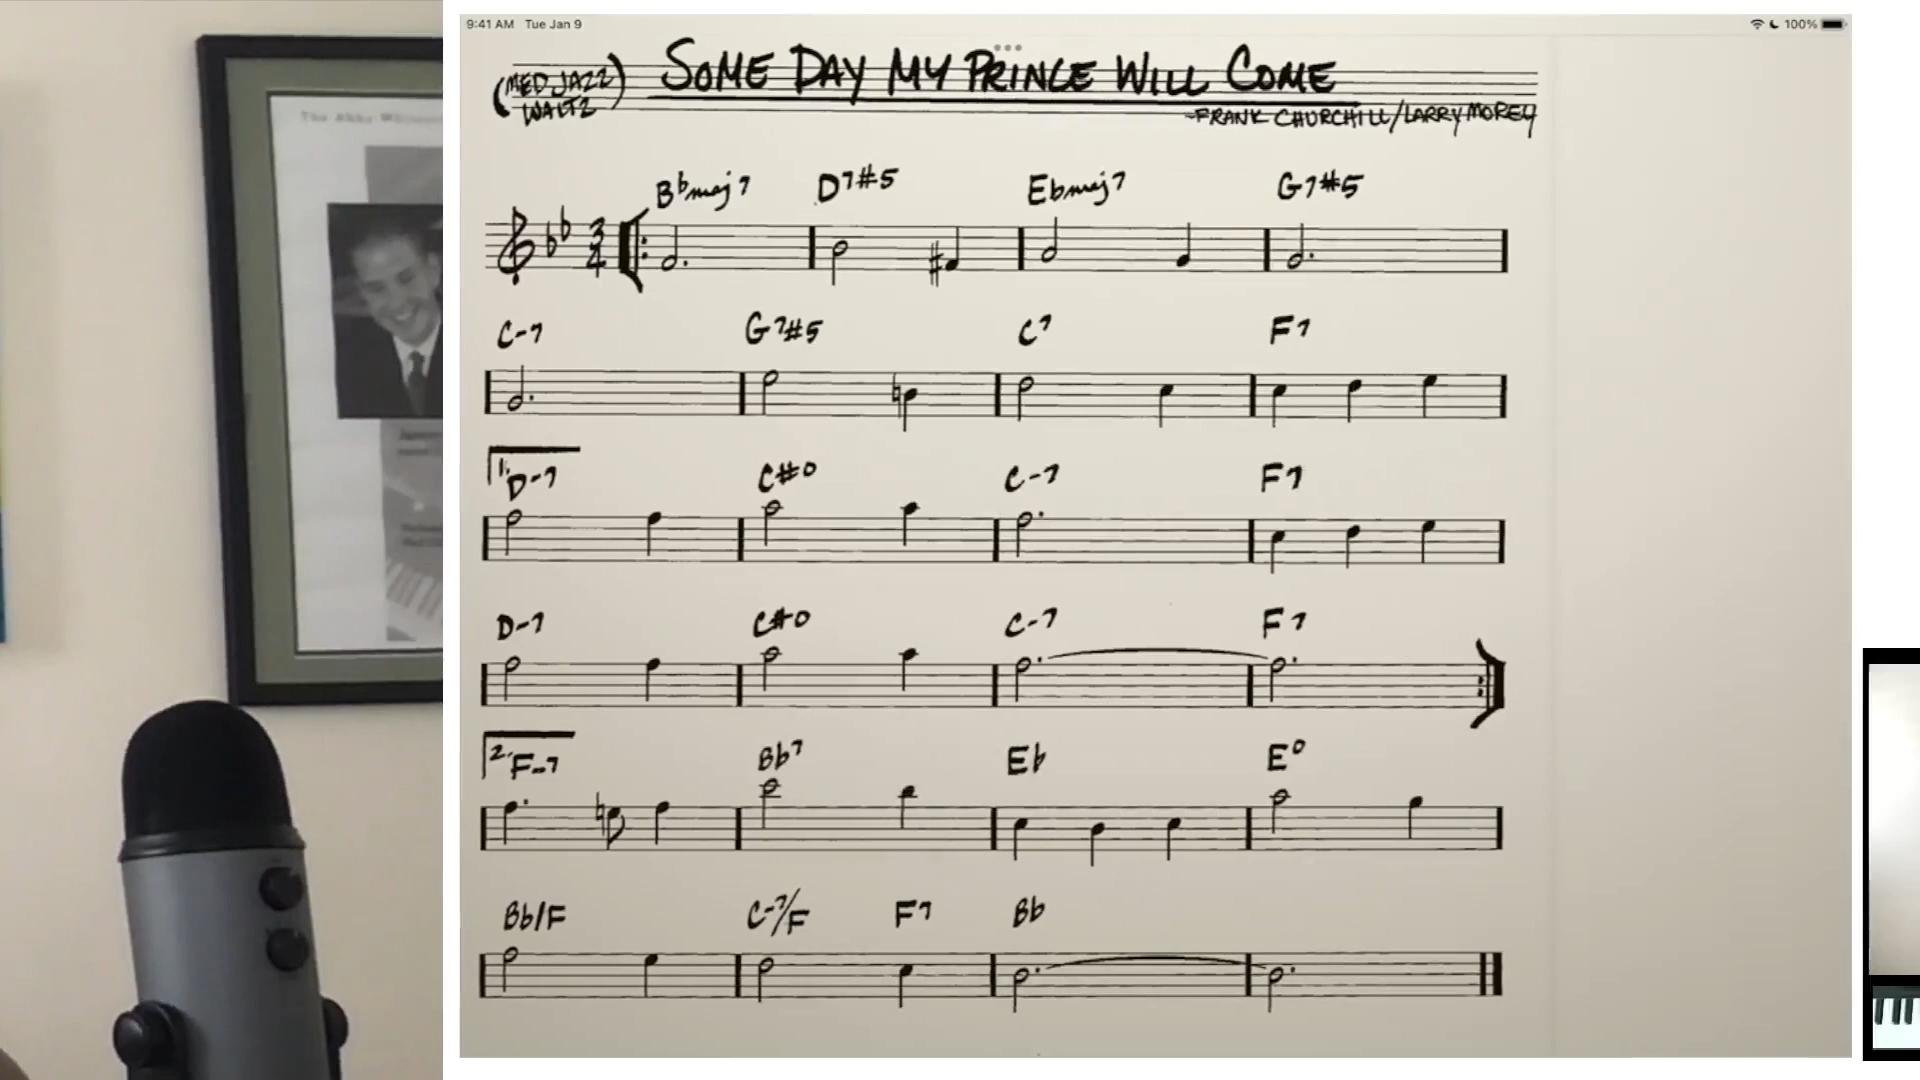 9:41 AM Tue Jan 9
100%
(MED JAZZ WALTZ)
SOME DAY MY PRINCE WILL COME
-FRANK CHURCHILL/LARRY MOREY
Bbmaj7 D7#5 Ebmaj7 G7#5
3
4
C-7 G7#5 C7 F7
1. D-7 C#o C-7 F7
D-7 C#o C-7 F7
2. F-7 Bb7 Eb Eo
Bb/F C-7/F F7 Bb